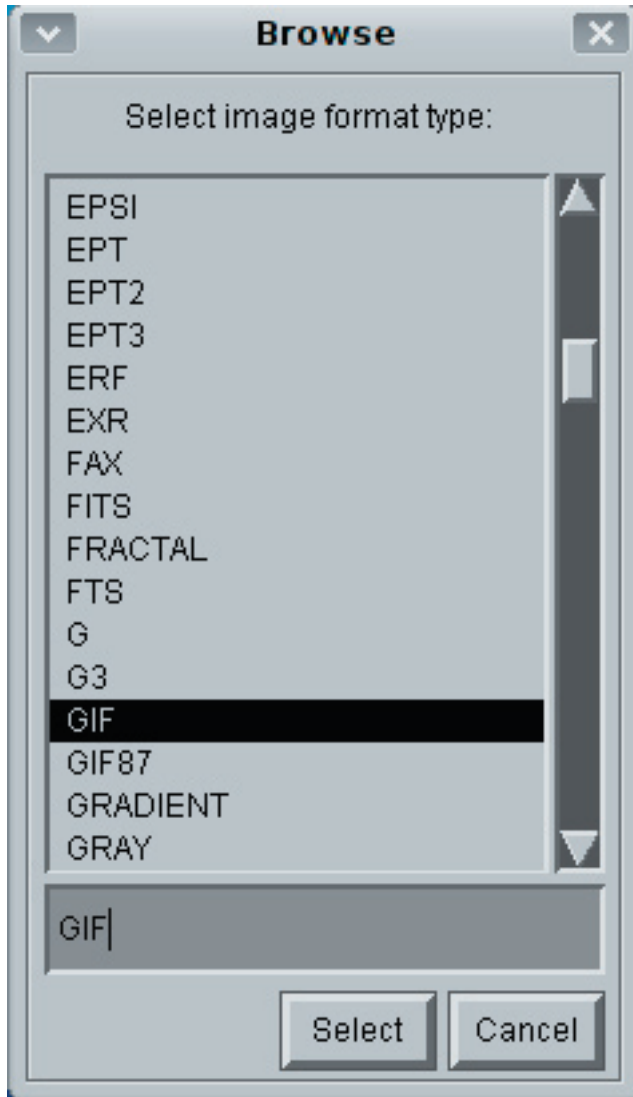 Browse
Select image format type:
EPSI
EPT
EPT2
EPT3
ERF
EXR
FAX
FITS
FRACTAL
FTS
G
G3
GIF
GIF87
GRADIENT
GRAY
GIF
Select Cancel